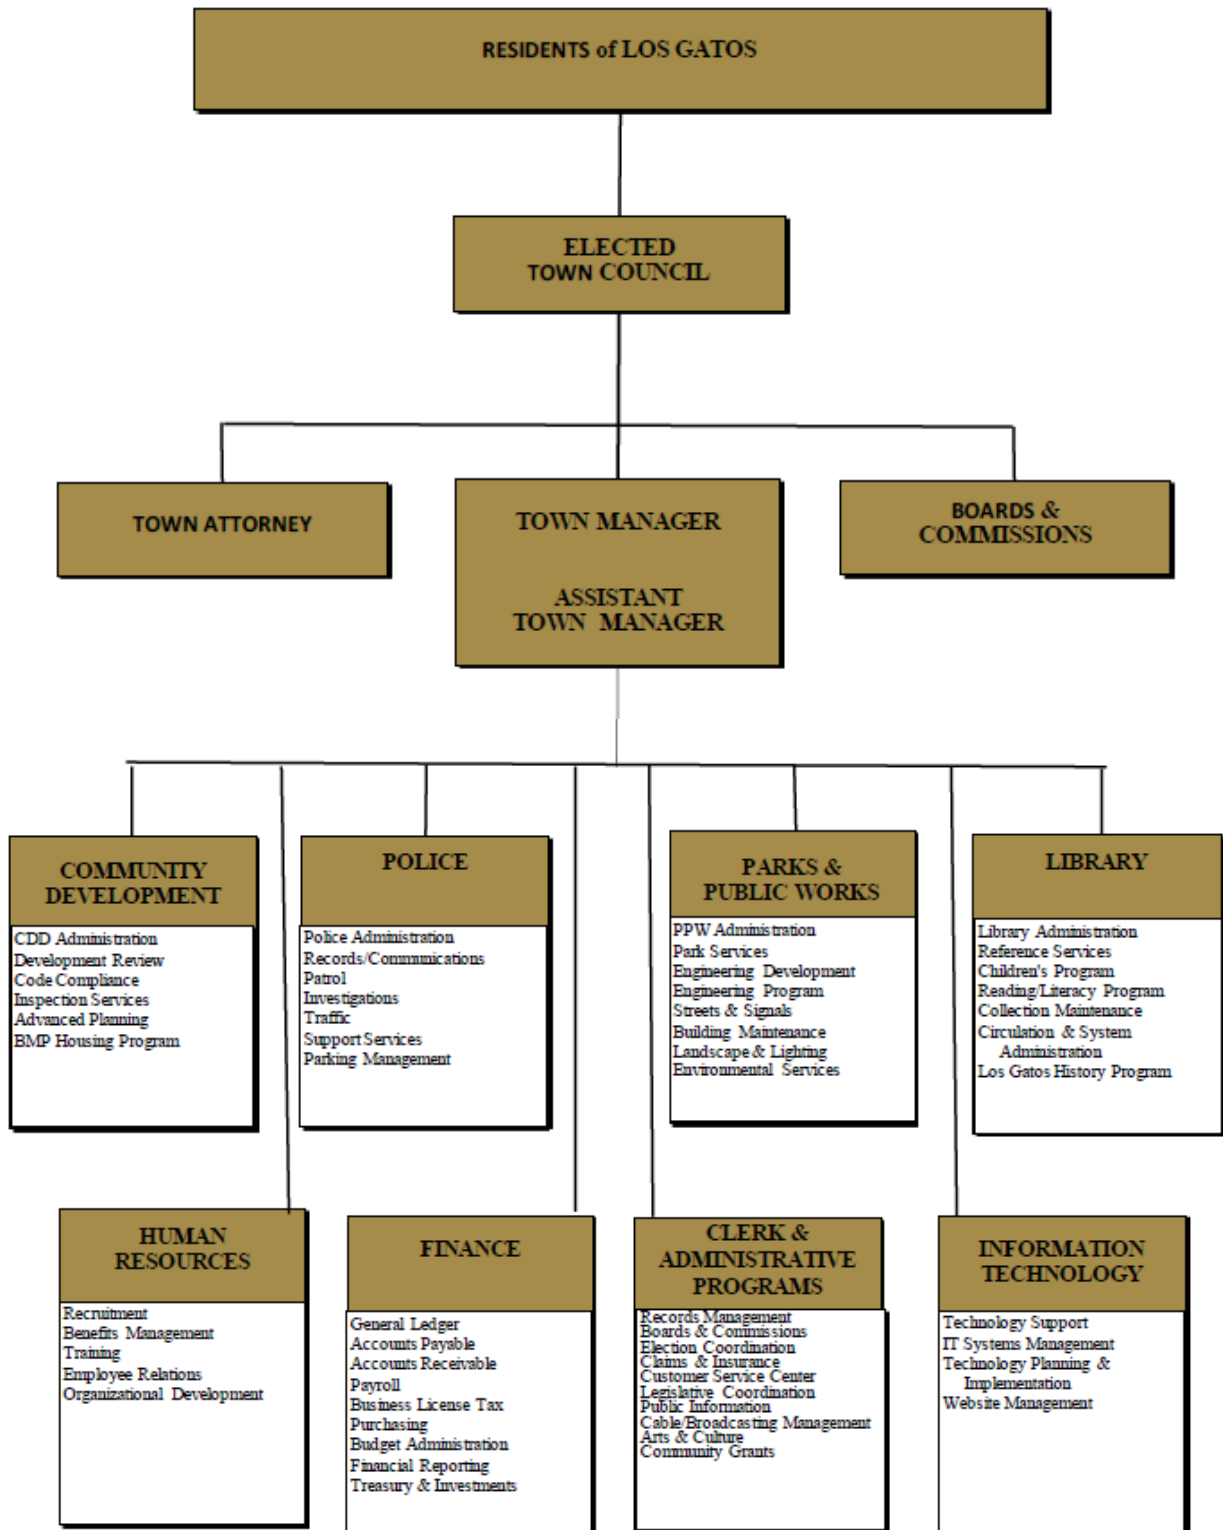 RESIDENTS of LOS GATOS
ELECTED
TOWN COUNCIL
TOWN ATTORNEY
TOWN MANAGER
ASSISTANT
TOWN MANAGER
BOARDS &
COMMISSIONS
COMMUNITY
DEVELOPMENT
CDD Administration
Development Review
Code Compliance
Inspection Services
Advanced Planning
BMP Housing Program
POLICE
Police Administration
Records/Communications
Patrol
Investigations
Traffic
Support Services
Parking Management
PARKS &
PUBLIC WORKS
PPW Administration
Park Services
Engineering Development
Engineering Program
Streets & Signals
Building Maintenance
Landscape & Lighting
Environmental Services
LIBRARY
Library Administration
Reference Services
Children's Program
Reading/Literacy Program
Collection Maintenance
Circulation & System
Administration
Los Gatos History Program
HUMAN
RESOURCES
Recruitment
Benefits Management
Training
Employee Relations
Organizational Development
FINANCE
General Ledger
Accounts Payable
Accounts Receivable
Payroll
Business License Tax
Purchasing
Budget Administration
Financial Reporting
Treasury & Investments
CLERK &
ADMINISTRATIVE
PROGRAMS
Records Management
Boards & Commissions
Election Coordination
Claims & Insurance
Customer Service Center
Legislative Coordination
Public Information
Cable/Broadcasting Management
Arts & Culture
Community Grants
INFORMATION
TECHNOLOGY
Technology Support
IT Systems Management
Technology Planning &
Implementation
Website Management